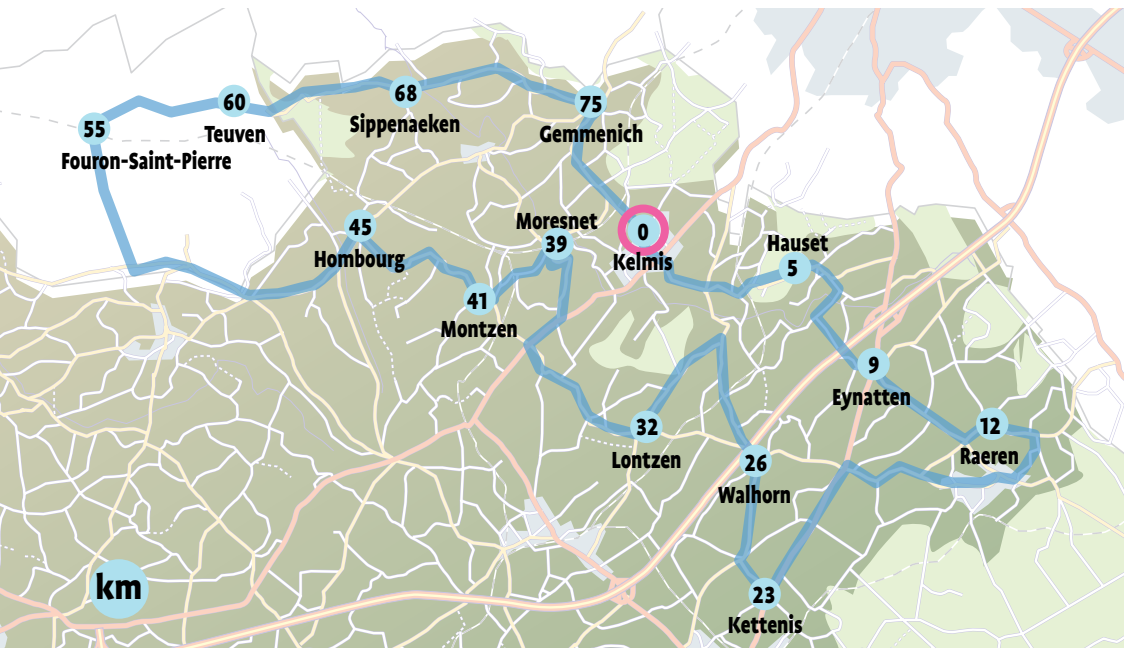 68
Sippenaeken
75
Gemmenich
60
Teuven
55
Fouron-Saint-Pierre
45
Hombourg
Moresnet
39
0
Kelmis
Hauset
5
41
Montzen
9
Eynatten
12
Raeren
32
Lontzen
26
Walhorn
km
23
Kettenis